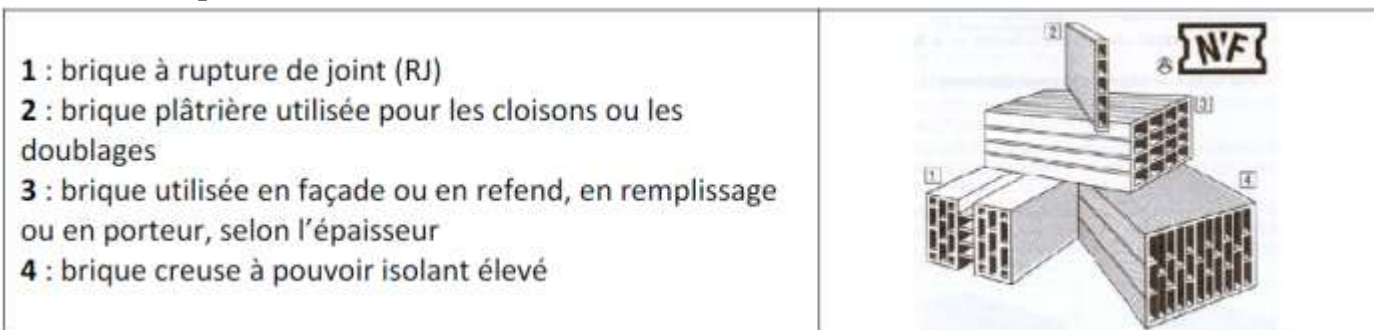 1 : brique à rupture de joint (RJ)
2 : brique plâtrière utilisée pour les cloisons ou les
doublages
3 : brique utilisée en façade ou en refend, en remplissage
ou en porteur, selon l'épaisseur
4 : brique creuse à pouvoir isolant élevé
2
NF
3
1
4